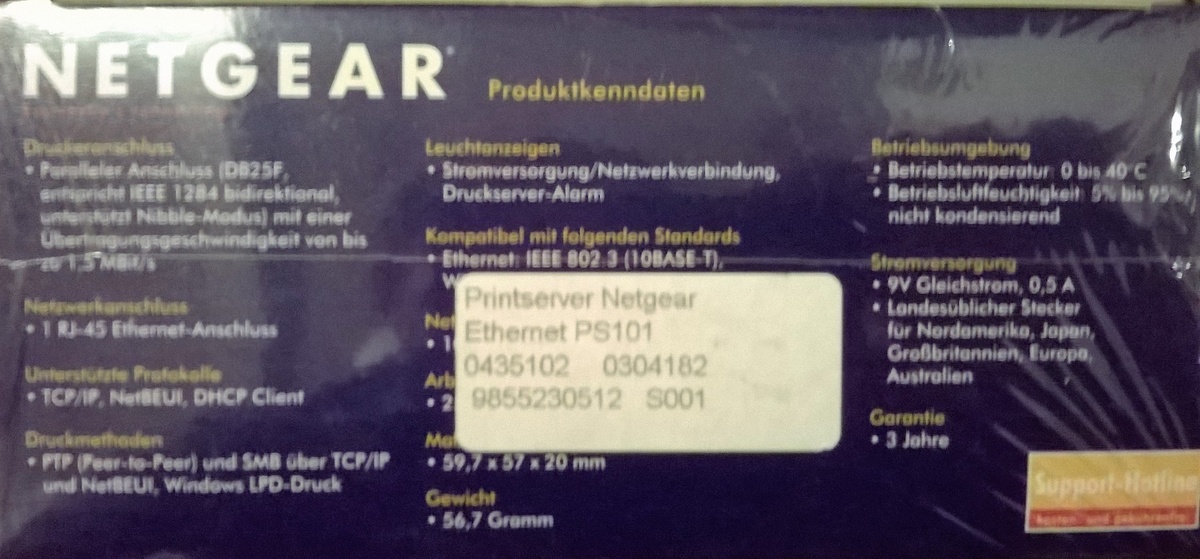 NETGEAR
Produktkenndaten
Druckeranschluss
• Paralleler Anschluss (DB25F,
entspricht IEEE 1284 bidirektional,
unterstützt Nibble-Modus) mit einer
Übertragungsgeschwindigkeit von bis
zu 1,5 MBit/s
Netzwerkanschluss
• 1 RJ-45 Ethernet-Anschluss
Unterstützte Protokolle
• TCP/IP, NetBEUI, DHCP Client
Druckmethoden
• PTP (Peer-to-Peer) und SMB über TCP/IP
und NetBEUI, Windows LPD-Druck
Leuchtanzeigen
• Stromversorgung/Netzwerkverbindung,
Druckserver-Alarm
Kompatibel mit folgenden Standards
• Ethernet: IEEE 802.3 (10BASE-T),
Printserver Netgear
Ethernet PS101
0435102 0304182
9855230512 S001
• 59,7 x 57 x 20 mm
Gewicht
• 56,7 Gramm
Betriebsumgebung
• Betriebstemperatur: 0 bis 40°C
• Betriebsluftfeuchtigkeit: 5% bis 95%,
nicht kondensierend
Stromversorgung
• 9V Gleichstrom, 0,5 A
• Landesüblicher Stecker
für Nordamerika, Japan,
Großbritannien, Europa,
Australien
Garantie
• 3 Jahre
Support-Hotline